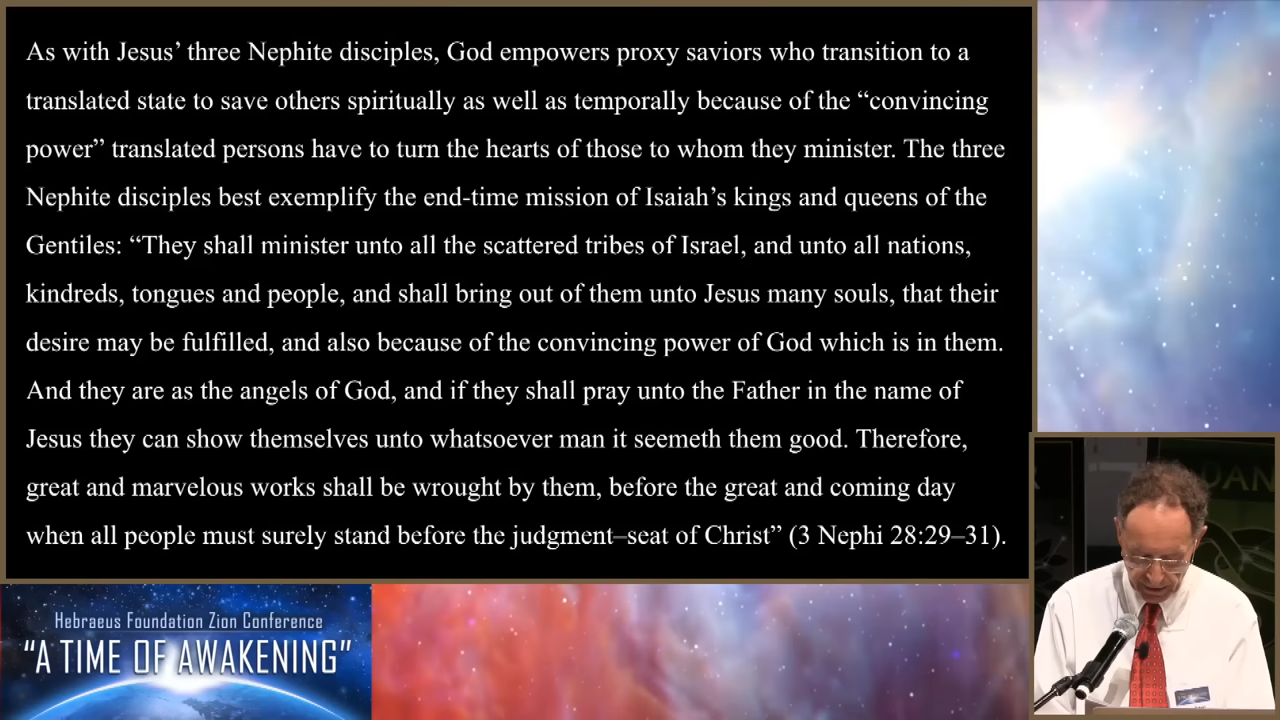 As with Jesus’ three Nephite disciples, God empowers proxy saviors who transition to a
translated state to save others spiritually as well as temporally because of the “convincing
power” translated persons have to turn the hearts of those to whom they minister. The three
Nephite disciples best exemplify the end-time mission of Isaiah’s kings and queens of the
Gentiles: “They shall minister unto all the scattered tribes of Israel, and unto all nations,
kindreds, tongues and people, and shall bring out of them unto Jesus many souls, that their
desire may be fulfilled, and also because of the convincing power of God which is in them.
And they are as the angels of God, and if they shall pray unto the Father in the name of
Jesus they can show themselves unto whatsoever man it seemeth them good. Therefore,
great and marvelous works shall be wrought by them, before the great and coming day
when all people must surely stand before the judgment–seat of Christ” (3 Nephi 28:29–31).
Hebraeus Foundation Zion Conference
“A TIME OF AWAKENING”